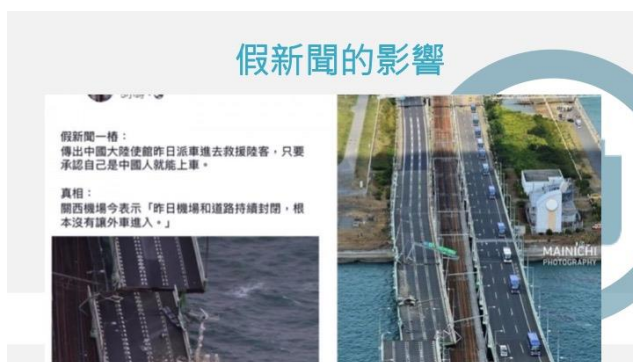 假新聞的影響
假新聞一樁：
傳出中國大陸使館昨日派車進去救援陸客，只要
承認自己是中國人就能上車。
真相：
關西機場今表示「昨日機場和道路持續封閉，根
本沒有讓外車進入。」
MAINICHI
PHOTOGRAPHY